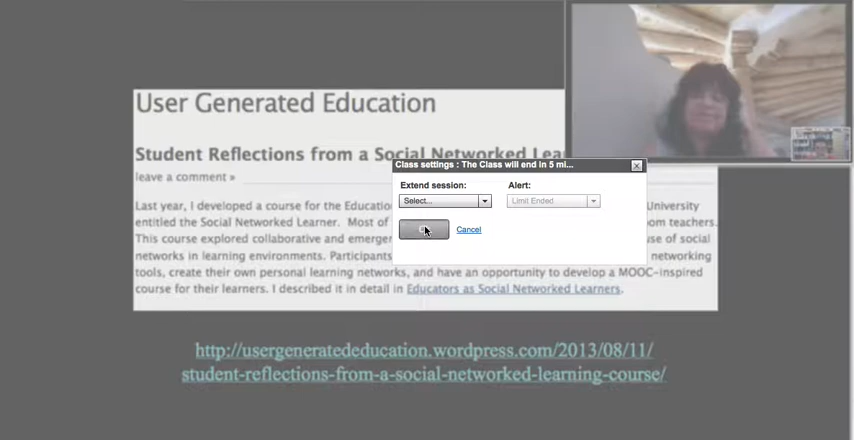 User Generated Education
Student Reflections from a Social Networked Lear
leave a comment »
Class settings : The Class will end in 5 mi...
Extend session:
Alert:
Select...
Limit Ended
Cancel
Last year, I developed a course for the Educatio University
entitled the Social Networked Learner. Most of om teachers.
This course explored collaborative and emerge use of social
networks in learning environments. Participants networking
tools, create their own personal learning networks, and have an opportunity to develop a MOOC-inspired
course for their learners. I described it in detail in Educators as Social Networked Learners.
http://usergeneratededucation.wordpress.com/2013/08/11/
student-reflections-from-a-social-networked-learning-course/